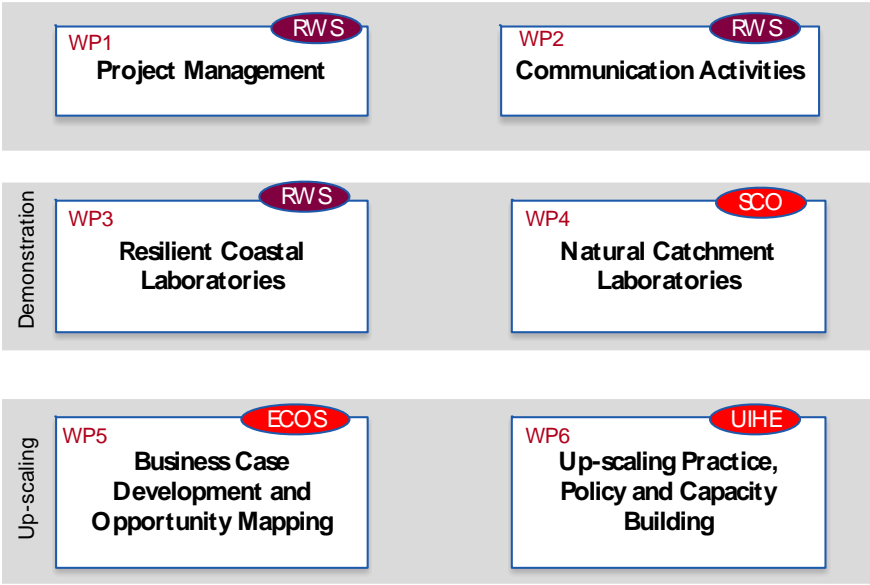 RWS
WP1
Project Management
RWS
WP2
Communication Activities
Demonstration
RWS
WP3
Resilient Coastal
Laboratories
SCO
WP4
Natural Catchment
Laboratories
Up-scaling
ECOS
WP5
Business Case
Development and
Opportunity Mapping
UIHE
WP6
Up-scaling Practice,
Policy and Capacity
Building